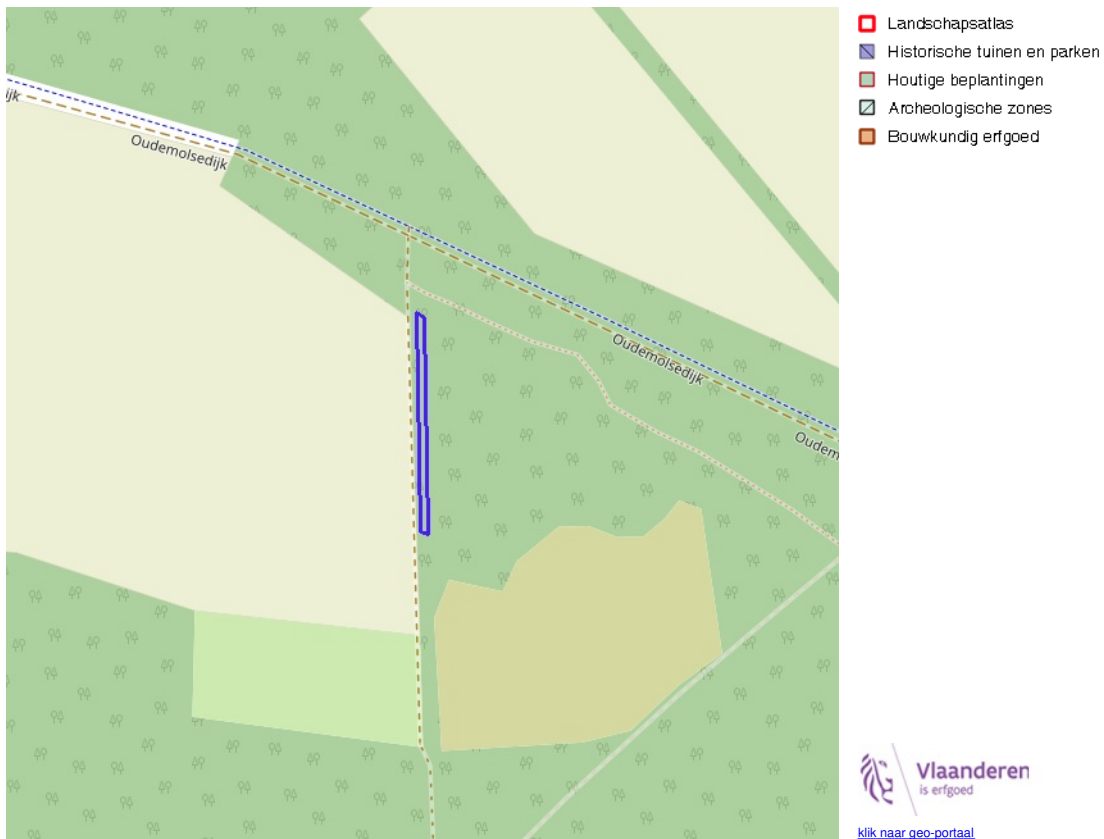 Landschapsatlas
Historische tuinen en parken
Houtige beplantingen
Archeologische zones
Bouwkundig erfgoed
ijk
Oudemolsedijk
Oudemolsedijk
Oudem
Vlaanderen
is erfgoed
klik naar geo-portaal